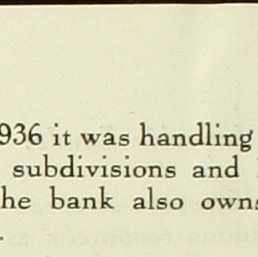 936 it was handling
subdivisions and
he bank also owns